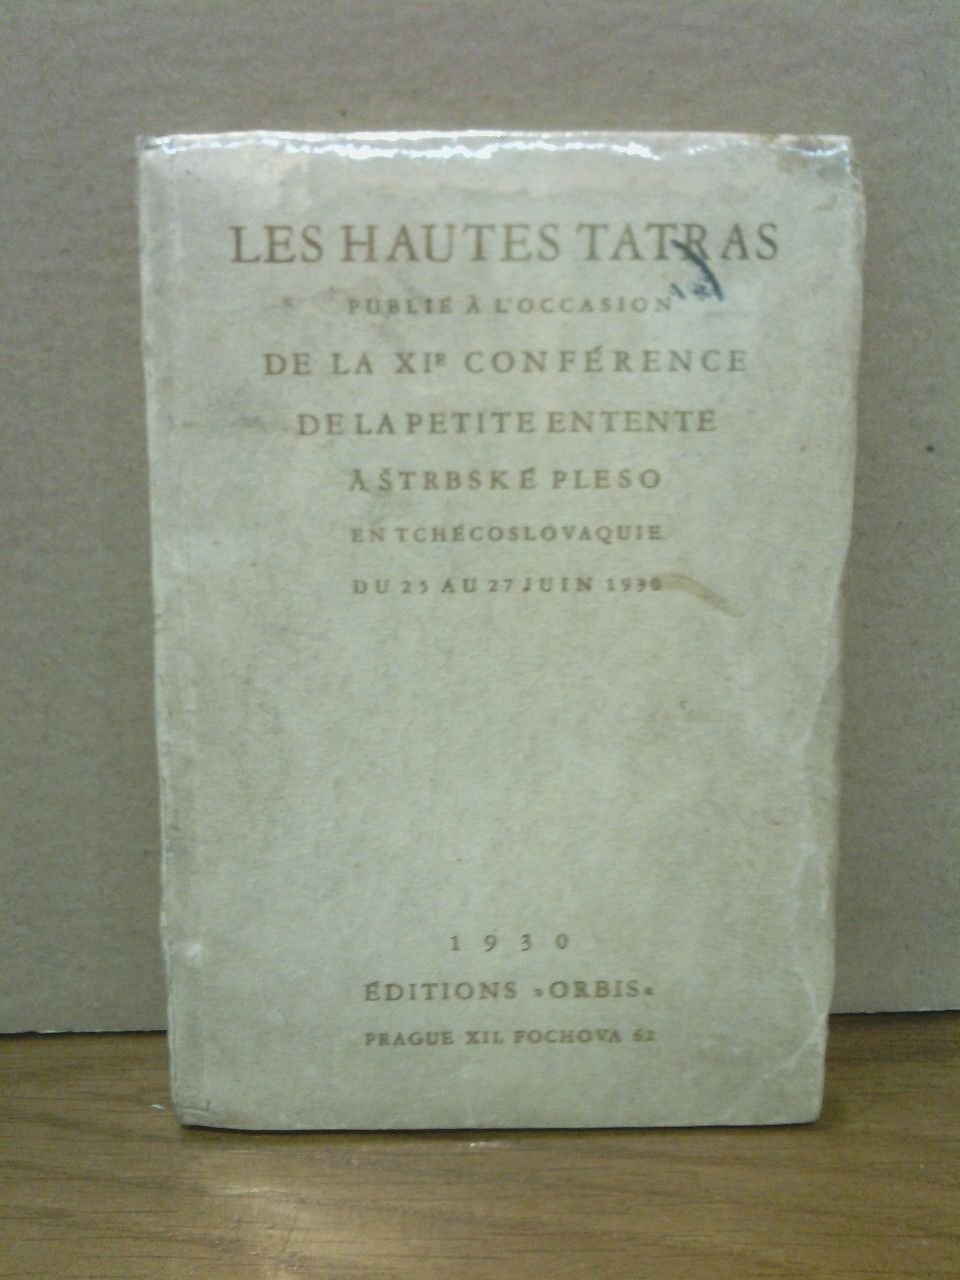 LES HAUTES TATRAS
PUBLIÉ À L'OCCASION
DE LA XIE CONFÉRENCE
DE LA PETITE ENTENTE
A ŠTRBSKÉ PLESO
EN TCHÉCOSLOVAQUIE
DU 25 AU 27 JUIN 1930
1930
ÉDITIONS »ORBIS«
PRAGUE XII, FOCHOVA 62